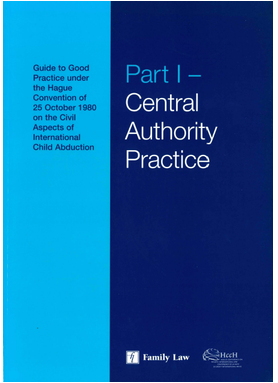 Guide to Good
Practice under
the Hague
Convention of
25 October 1980
on the Civil
Aspects of
International
Child Abduction
Part I –
Central
Authority
Practice
Family Law
HccH